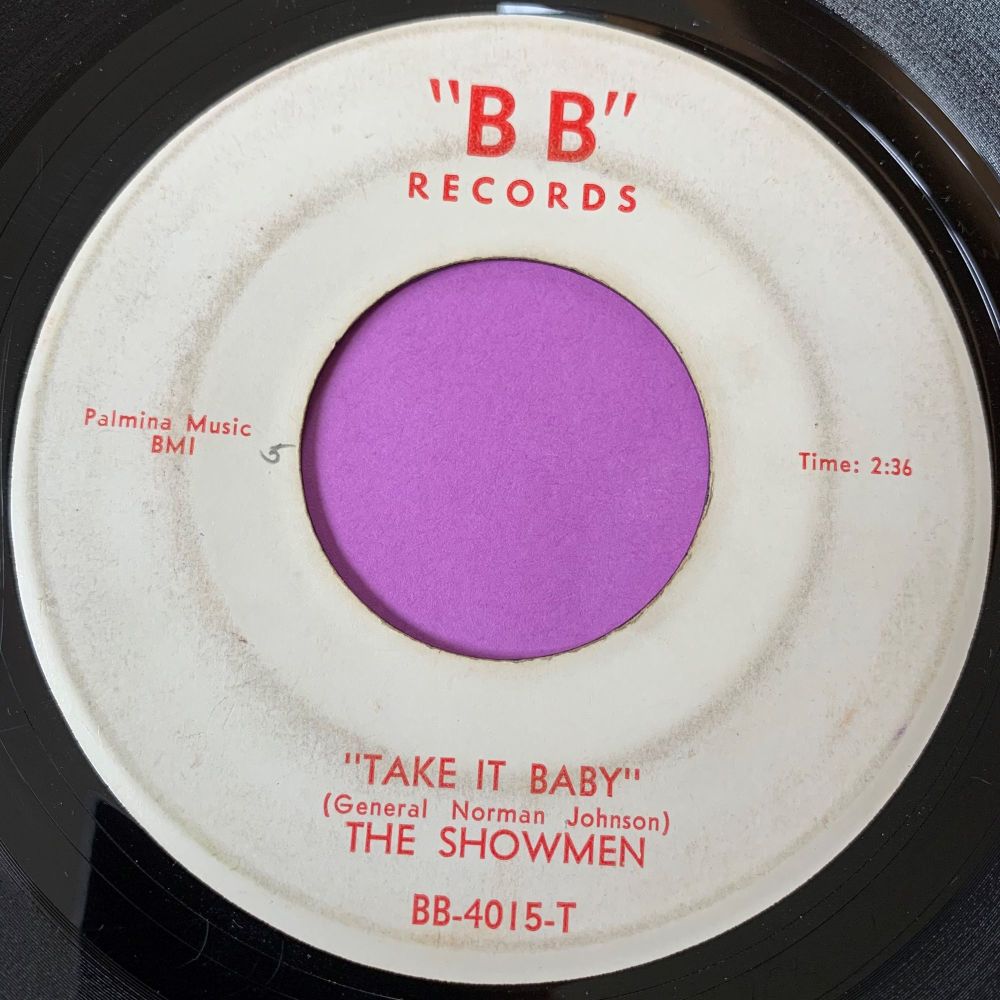 "B B"
RECORDS
Palmina Music
BMI
5
Time: 2:36
"TAKE IT BABY"
(General Norman Johnson)
THE SHOWMEN
BB-4015-T